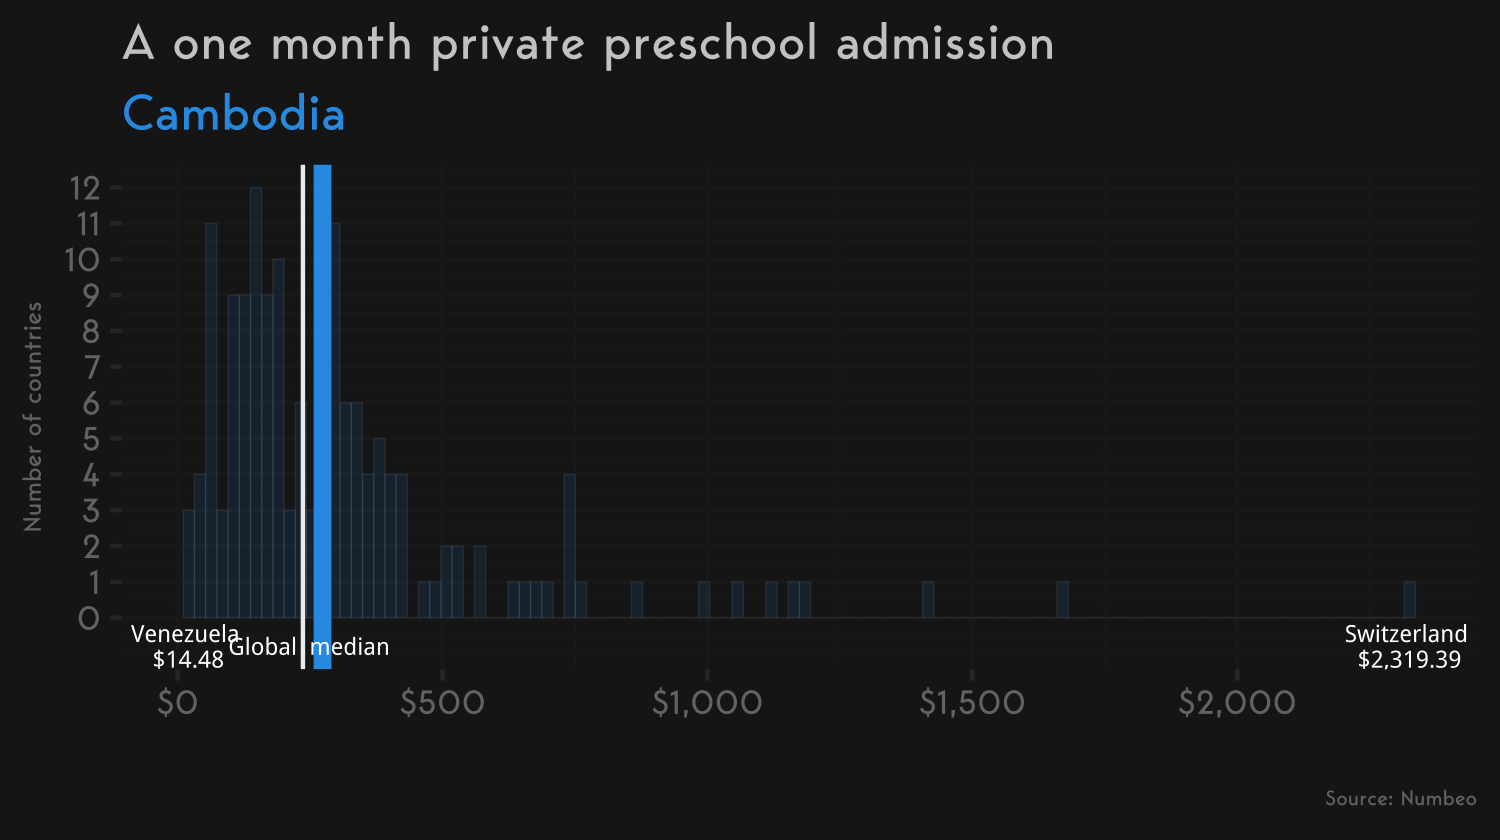 A one month private preschool admission
Cambodia
Number of countries
12
11
10
9
8
7
6
5
4
3
2
1
0
Venezuela
$14.48
Global median
Switzerland
$2,319.39
$0 $500 $1,000 $1,500 $2,000
Source: Numbeo